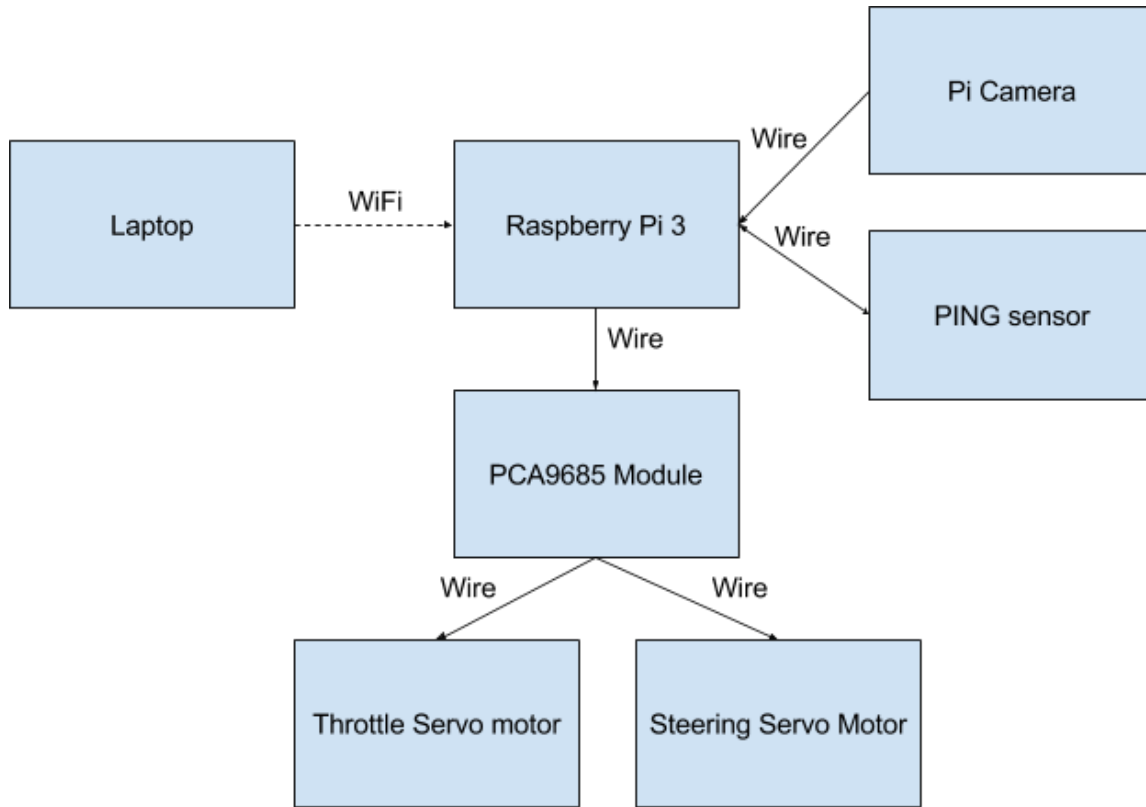 Pi Camera
Wire
Laptop
WiFi
Raspberry Pi 3
Wire
PING sensor
Wire
PCA9685 Module
Wire
Wire
Throttle Servo motor
Steering Servo Motor